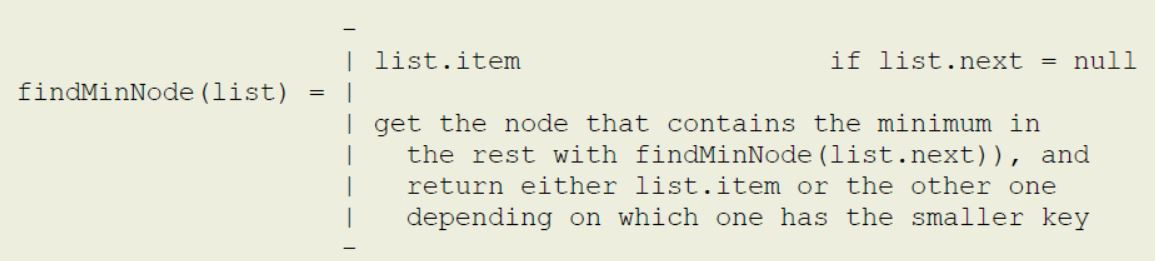 -
| list.item                   if list.next = null
findMinNode(list) = |
| get the node that contains the minimum in
|   the rest with findMinNode(list.next)), and
|   return either list.item or the other one
|   depending on which one has the smaller key
-